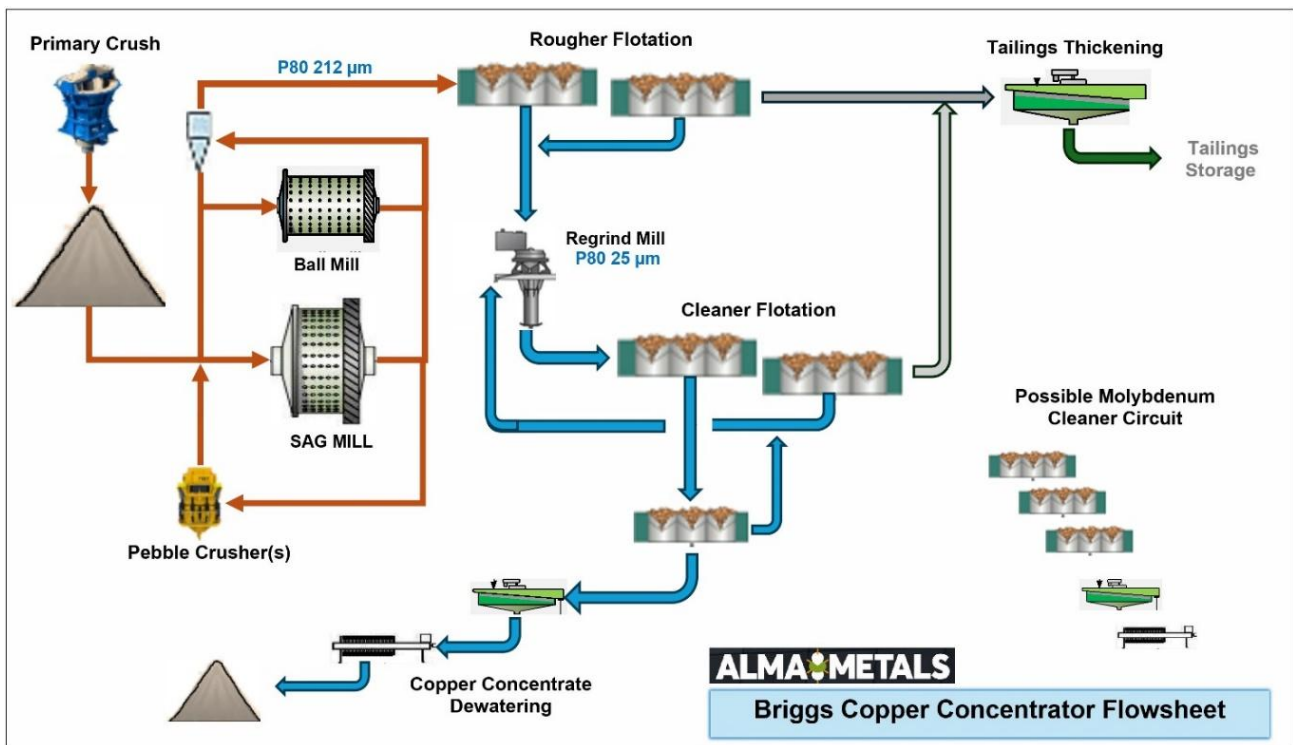 Primary Crush
Rougher Flotation
Tailings Thickening
P80 212 µm
Tailings
Storage
Ball Mill
Regrind Mill
P80 25 µm
Cleaner Flotation
SAG MILL
Possible Molybdenum
Cleaner Circuit
Pebble Crusher(s)
Copper Concentrate
Dewatering
ALMA METALS
Briggs Copper Concentrator Flowsheet